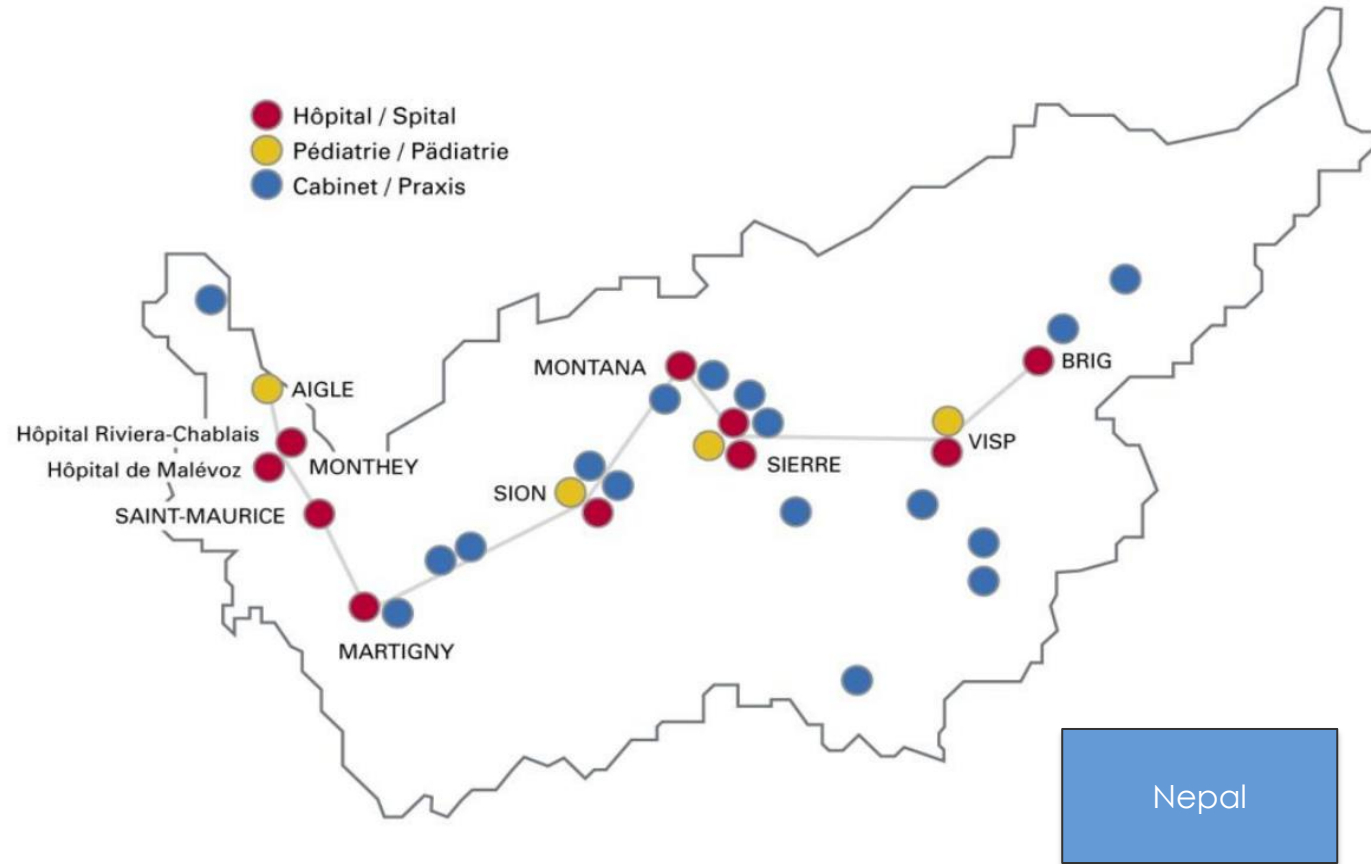 Hôpital / Spital
Pédiatrie / Pädiatrie
Cabinet / Praxis
AIGLE
MONTANA
BRIG
Hôpital Riviera-Chablais
MONTHEY
Hôpital de Malévoz
VISP
SIERRE
SION
SAINT-MAURICE
MARTIGNY
Nepal